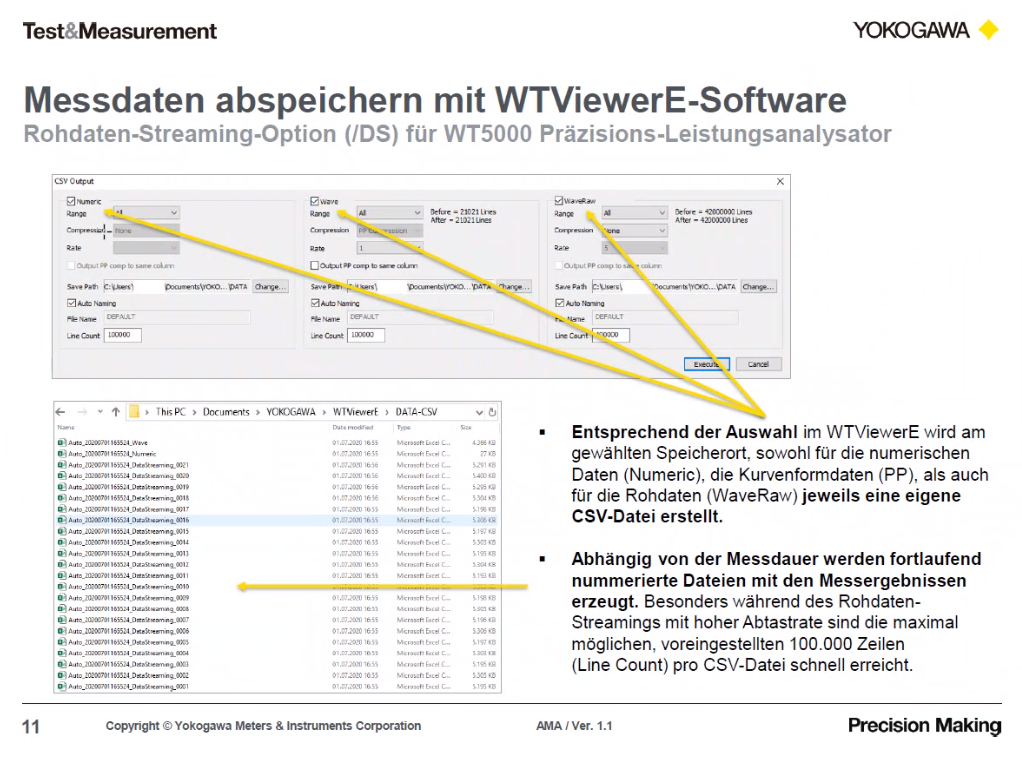 Test&Measurement
YOKOGAWA
Messdaten abspeichern mit WTViewerE-Software
Rohdaten-Streaming-Option (/DS) für WT5000 Präzisions-Leistungsanalysator
CSV Output
Numeric
Range All
Compression None
Rate
Output PP comp to same column
Save Path C:\Users\ \Documents\YOKO... \DATA Change...
Auto Naming
File Name DEFAULT
Line Count 100000
Wave
Range All Before = 21021 Lines
After = 21021 Lines
Compression PP Compression
Rate 1
Output PP comp to same column
Save Path C:\Users\ \Documents\YOKO... \DATA Change...
Auto Naming
File Name DEFAULT
Line Count 100000
WaveRaw
Range All Before = 42000000 Lines
After = 42000000 Lines
Compression None
Rate 5
Output PP comp to same column
Save Path C:\Users\ \Documents\YOKO... \DATA Change...
Auto Naming
File Name DEFAULT
Line Count 100000
Execute Cancel
This PC > Documents > YOKOGAWA > WTViewerE > DATA-CSV
Name Date modified Type Size
Auto_20200701165524_Wave 01.07.2020 16:55 Microsoft Excel C... 4.368 KB
Auto_20200701165524_Numeric 01.07.2020 16:55 Microsoft Excel C... 27 KB
Auto_20200701165524_DataStreaming_0021 01.07.2020 16:56 Microsoft Excel C... 5.291 KB
Auto_20200701165524_DataStreaming_0020 01.07.2020 16:56 Microsoft Excel C... 5.400 KB
Auto_20200701165524_DataStreaming_0019 01.07.2020 16:56 Microsoft Excel C... 5.295 KB
Auto_20200701165524_DataStreaming_0018 01.07.2020 16:55 Microsoft Excel C... 5.304 KB
Auto_20200701165524_DataStreaming_0017 01.07.2020 16:55 Microsoft Excel C... 5.196 KB
Auto_20200701165524_DataStreaming_0016 01.07.2020 16:55 Microsoft Excel C... 5.306 KB
Auto_20200701165524_DataStreaming_0015 01.07.2020 16:55 Microsoft Excel C... 5.197 KB
Auto_20200701165524_DataStreaming_0014 01.07.2020 16:55 Microsoft Excel C... 5.303 KB
Auto_20200701165524_DataStreaming_0013 01.07.2020 16:55 Microsoft Excel C... 5.195 KB
Auto_20200701165524_DataStreaming_0012 01.07.2020 16:55 Microsoft Excel C... 5.304 KB
Auto_20200701165524_DataStreaming_0011 01.07.2020 16:55 Microsoft Excel C... 5.193 KB
Auto_20200701165524_DataStreaming_0010 01.07.2020 16:55 Microsoft Excel C...
Auto_20200701165524_DataStreaming_0009 01.07.2020 16:55 Microsoft Excel C... 5.198 KB
Auto_20200701165524_DataStreaming_0008 01.07.2020 16:55 Microsoft Excel C... 5.305 KB
Auto_20200701165524_DataStreaming_0007 01.07.2020 16:55 Microsoft Excel C... 5.196 KB
Auto_20200701165524_DataStreaming_0006 01.07.2020 16:55 Microsoft Excel C... 5.306 KB
Auto_20200701165524_DataStreaming_0005 01.07.2020 16:55 Microsoft Excel C... 5.197 KB
Auto_20200701165524_DataStreaming_0004 01.07.2020 16:55 Microsoft Excel C... 5.303 KB
Auto_20200701165524_DataStreaming_0003 01.07.2020 16:55 Microsoft Excel C... 5.195 KB
Auto_20200701165524_DataStreaming_0002 01.07.2020 16:55 Microsoft Excel C... 5.305 KB
Auto_20200701165524_DataStreaming_0001 01.07.2020 16:55 Microsoft Excel C... 5.195 KB
▪ Entsprechend der Auswahl im WTViewerE wird am
gewählten Speicherort, sowohl für die numerischen
Daten (Numeric), die Kurvenformdaten (PP), als auch
für die Rohdaten (WaveRaw) jeweils eine eigene
CSV-Datei erstellt.
▪ Abhängig von der Messdauer werden fortlaufend
nummerierte Dateien mit den Messergebnissen
erzeugt. Besonders während des Rohdaten-
Streamings mit hoher Abtastrate sind die maximal
möglichen, voreingestellten 100.000 Zeilen
(Line Count) pro CSV-Datei schnell erreicht.
11
Copyright © Yokogawa Meters & Instruments Corporation
AMA / Ver. 1.1
Precision Making